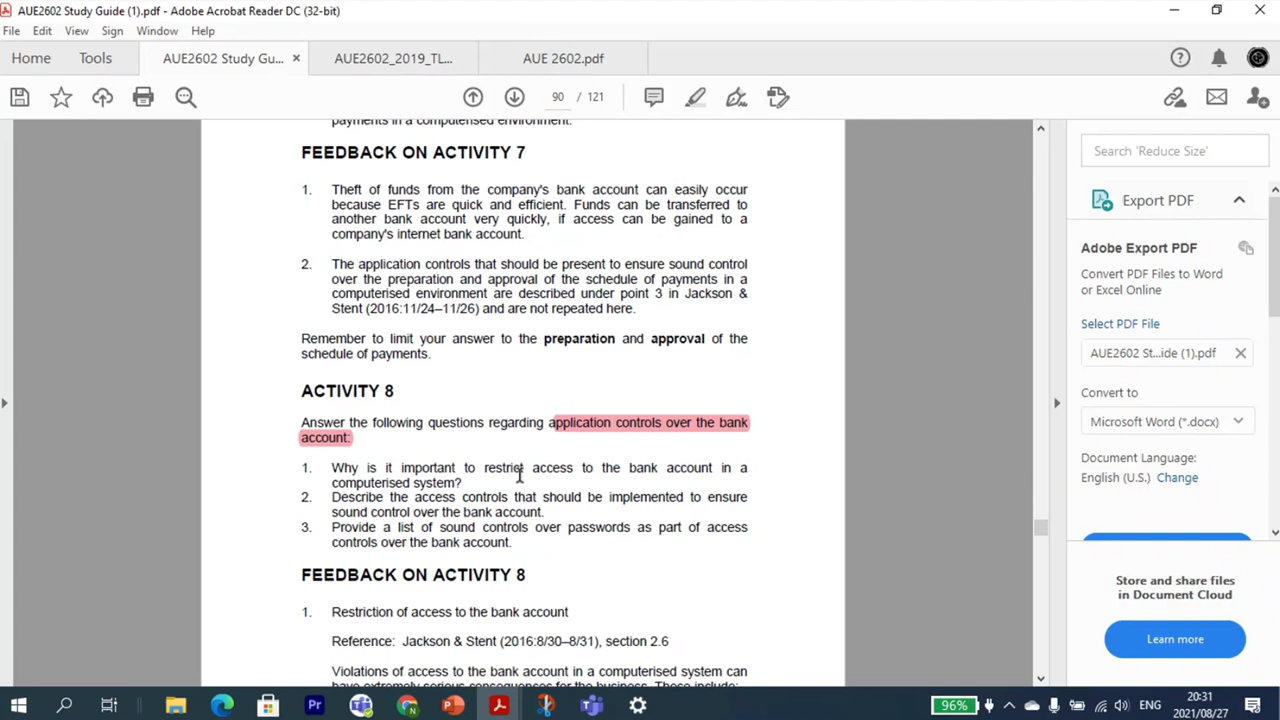 AUE2602 Study Guide (1).pdf - Adobe Acrobat Reader DC (32-bit)
File Edit View Sign Window Help
Home Tools AUE2602 Study Gu... × AUE2602_2019_TL... AUE 2602.pdf
90 / 121
payments in a computerised environment.
FEEDBACK ON ACTIVITY 7
1. Theft of funds from the company's bank account can easily occur
because EFTs are quick and efficient. Funds can be transferred to
another bank account very quickly, if access can be gained to a
company's internet bank account.
2. The application controls that should be present to ensure sound control
over the preparation and approval of the schedule of payments in a
computerised environment are described under point 3 in Jackson &
Stent (2016:11/24–11/26) and are not repeated here.
Remember to limit your answer to the preparation and approval of the
schedule of payments.
ACTIVITY 8
Answer the following questions regarding application controls over the bank
account:
1. Why is it important to restrict access to the bank account in a
computerised system?
2. Describe the access controls that should be implemented to ensure
sound control over the bank account.
3. Provide a list of sound controls over passwords as part of access
controls over the bank account.
FEEDBACK ON ACTIVITY 8
1. Restriction of access to the bank account
Reference: Jackson & Stent (2016:8/30–8/31), section 2.6
Violations of access to the bank account in a computerised system can
have extremely serious consequences for the business. These include:
Search 'Reduce Size'
Export PDF
Adobe Export PDF
Convert PDF Files to Word
or Excel Online
Select PDF File
AUE2602 St...ide (1).pdf ×
Convert to
Microsoft Word (*.docx)
Document Language:
English (U.S.) Change
Store and share files
in Document Cloud
Learn more
96%
ENG
20:31
2021/08/27